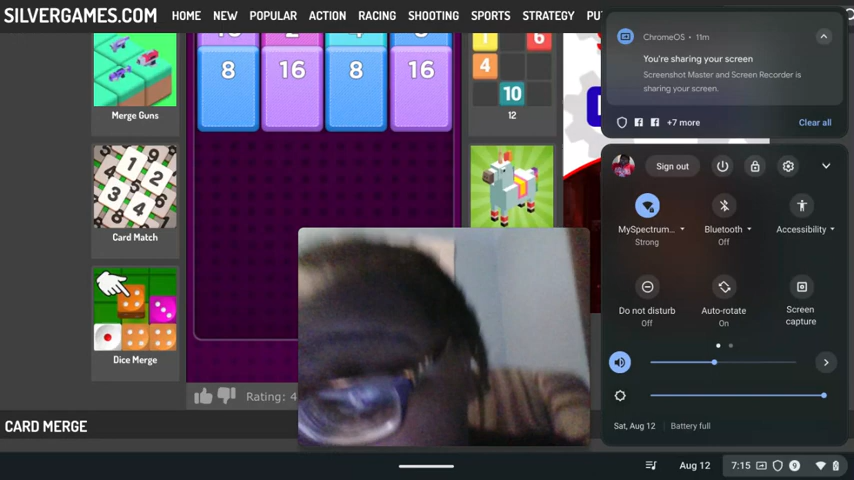 SILVERGAMES.COM
HOME NEW POPULAR ACTION RACING SHOOTING SPORTS STRATEGY
8 16 8 16
Merge Guns
Card Match
Dice Merge
1
6
4
10
12
Rating: 4
CARD MERGE
ChromeOS • 11m
You're sharing your screen
Screenshot Master and Screen Recorder is
sharing your screen.
+7 more
Clear all
Sign out
MySpectrum...
Strong
Bluetooth
Off
Accessibility
Do not disturb
Off
Auto-rotate
On
Screen
capture
Sat, Aug 12
Battery full
Aug 12
7:15
9